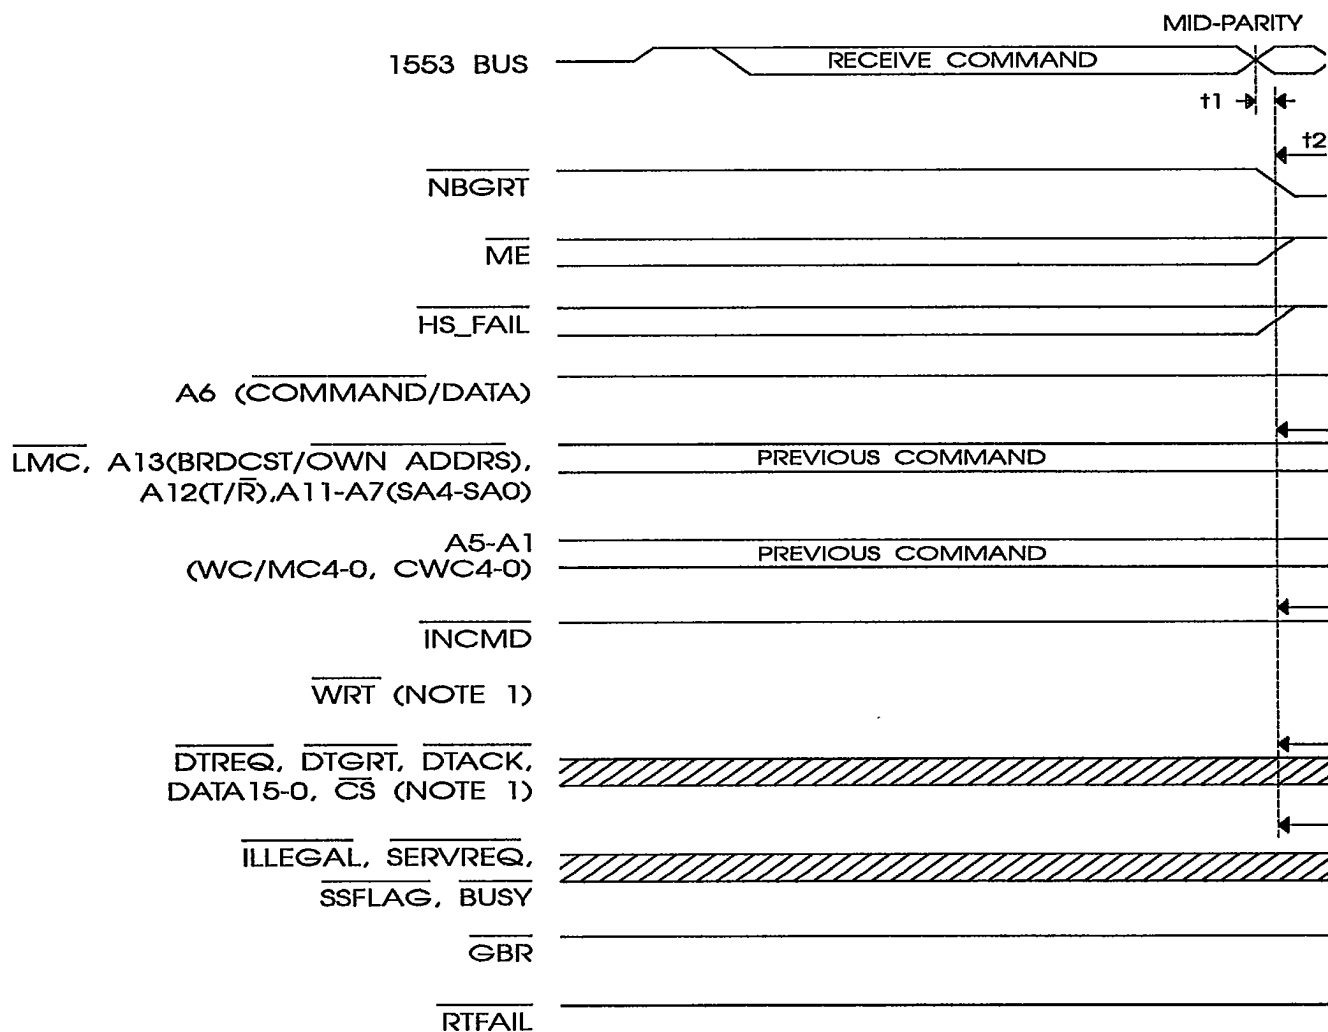 MID-PARITY
1553 BUS
RECEIVE COMMAND
t1
t2
NBGRT
ME
HS_FAIL
A6 (COMMAND/DATA)
LMC, A13(BRDCST/OWN ADDRS),
PREVIOUS COMMAND
A12(T/R),A11-A7(SA4-SA0)
A5-A1
PREVIOUS COMMAND
(WC/MC4-0, CWC4-0)
INCMD
WRT (NOTE 1)
DTREQ, DTGRT, DTACK,
DATA15-0, CS (NOTE 1)
ILLEGAL, SERVREQ,
SSFLAG, BUSY
GBR
RTFAIL